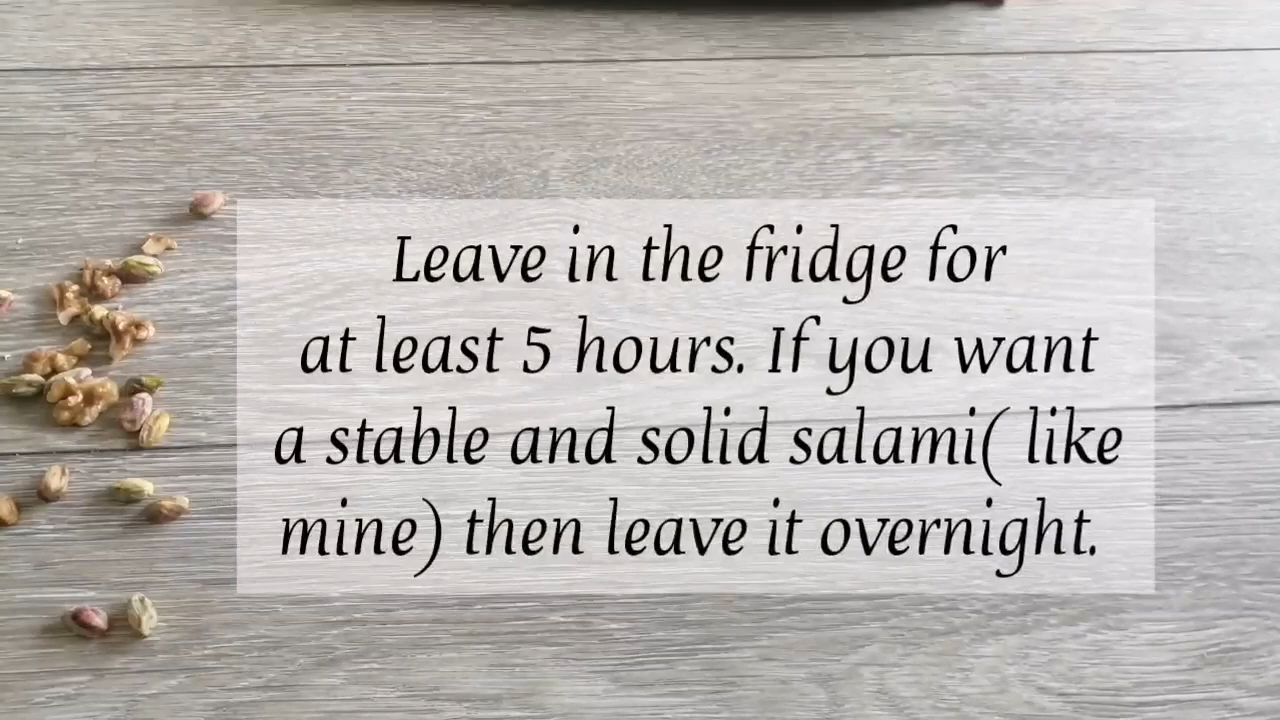 Leave in the fridge for
at least 5 hours. If you want
a stable and solid salami( like
mine) then leave it overnight.